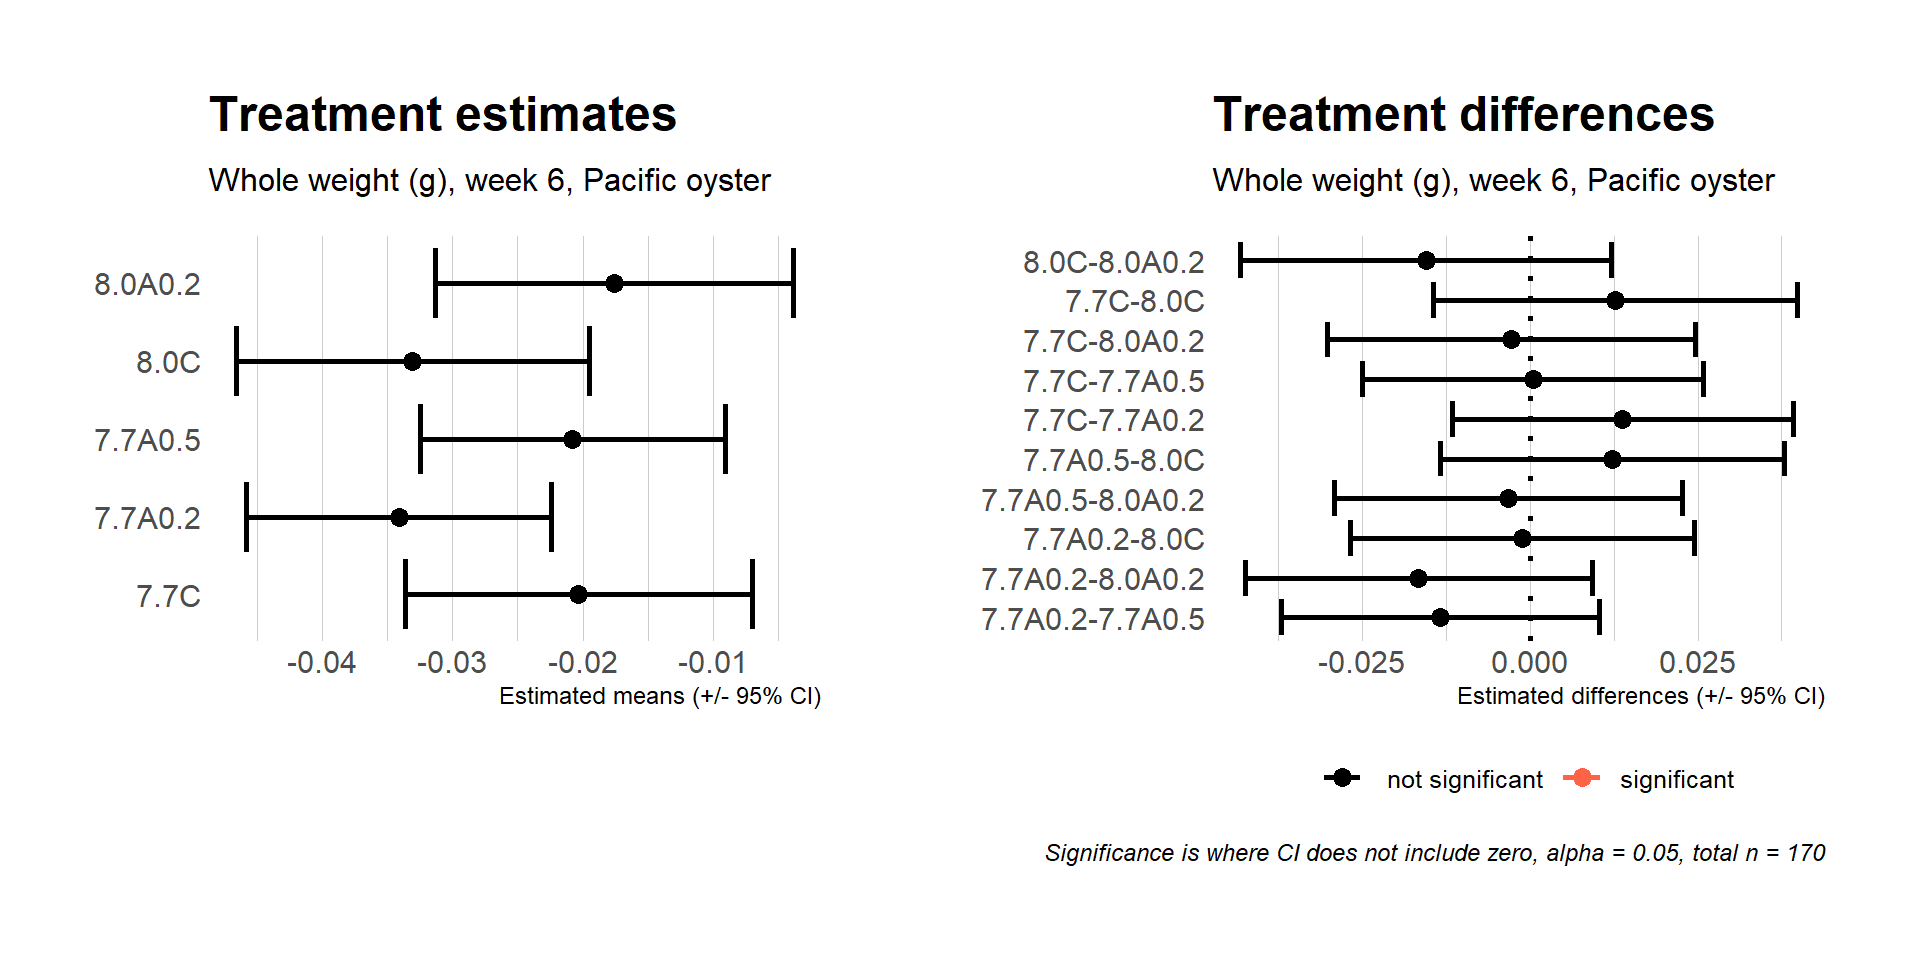 Treatment estimates
Whole weight (g), week 6, Pacific oyster
8.0A0.2
8.0C
7.7A0.5
7.7A0.2
7.7C
-0.04 -0.03 -0.02 -0.01
Estimated means (+/- 95% CI)
Treatment differences
Whole weight (g), week 6, Pacific oyster
8.0C-8.0A0.2
7.7C-8.0C
7.7C-8.0A0.2
7.7C-7.7A0.5
7.7C-7.7A0.2
7.7A0.5-8.0C
7.7A0.5-8.0A0.2
7.7A0.2-8.0C
7.7A0.2-8.0A0.2
7.7A0.2-7.7A0.5
-0.025 0.000 0.025
Estimated differences (+/- 95% CI)
not significant significant
Significance is where CI does not include zero, alpha = 0.05, total n = 170